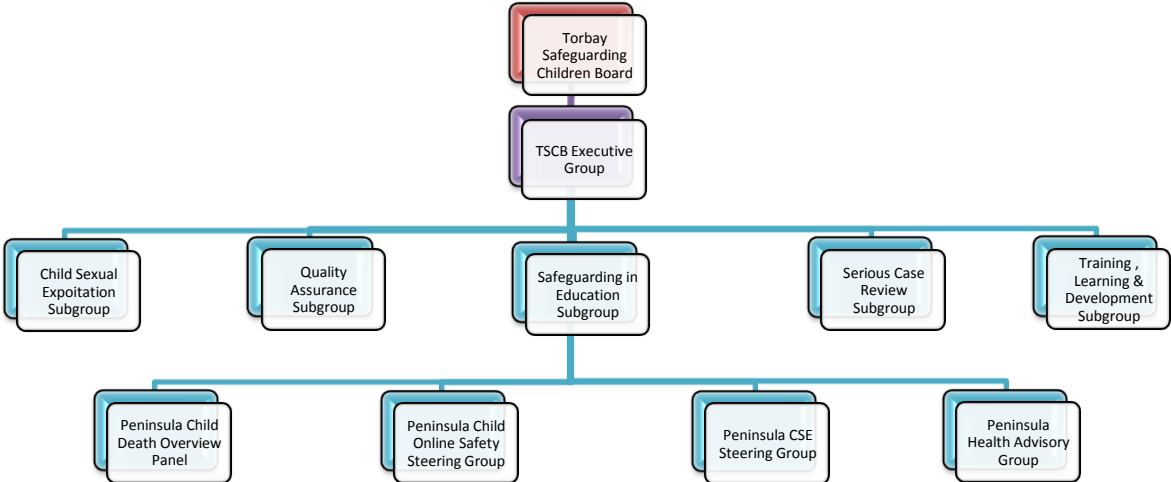 Torbay
Safeguarding
Children Board
TSCB Executive
Group
Child Sexual
Expoitation
Subgroup
Quality
Assurance
Subgroup
Safeguarding in
Education
Subgroup
Serious Case
Review
Subgroup
Training ,
Learning &
Development
Subgroup
Peninsula Child
Death Overview
Panel
Peninsula Child
Online Safety
Steering Group
Peninsula CSE
Steering Group
Peninsula
Health Advisory
Group